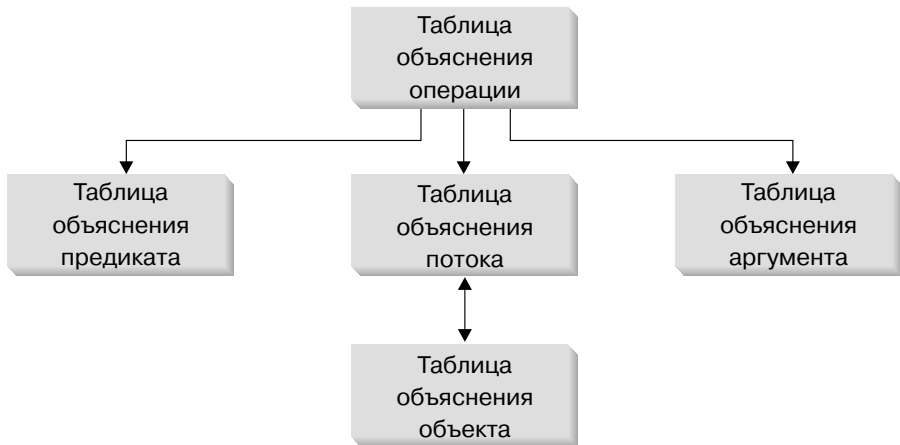 Таблица
объяснения
операции
Таблица
объяснения
предиката
Таблица
объяснения
потока
Таблица
объяснения
аргумента
Таблица
объяснения
объекта